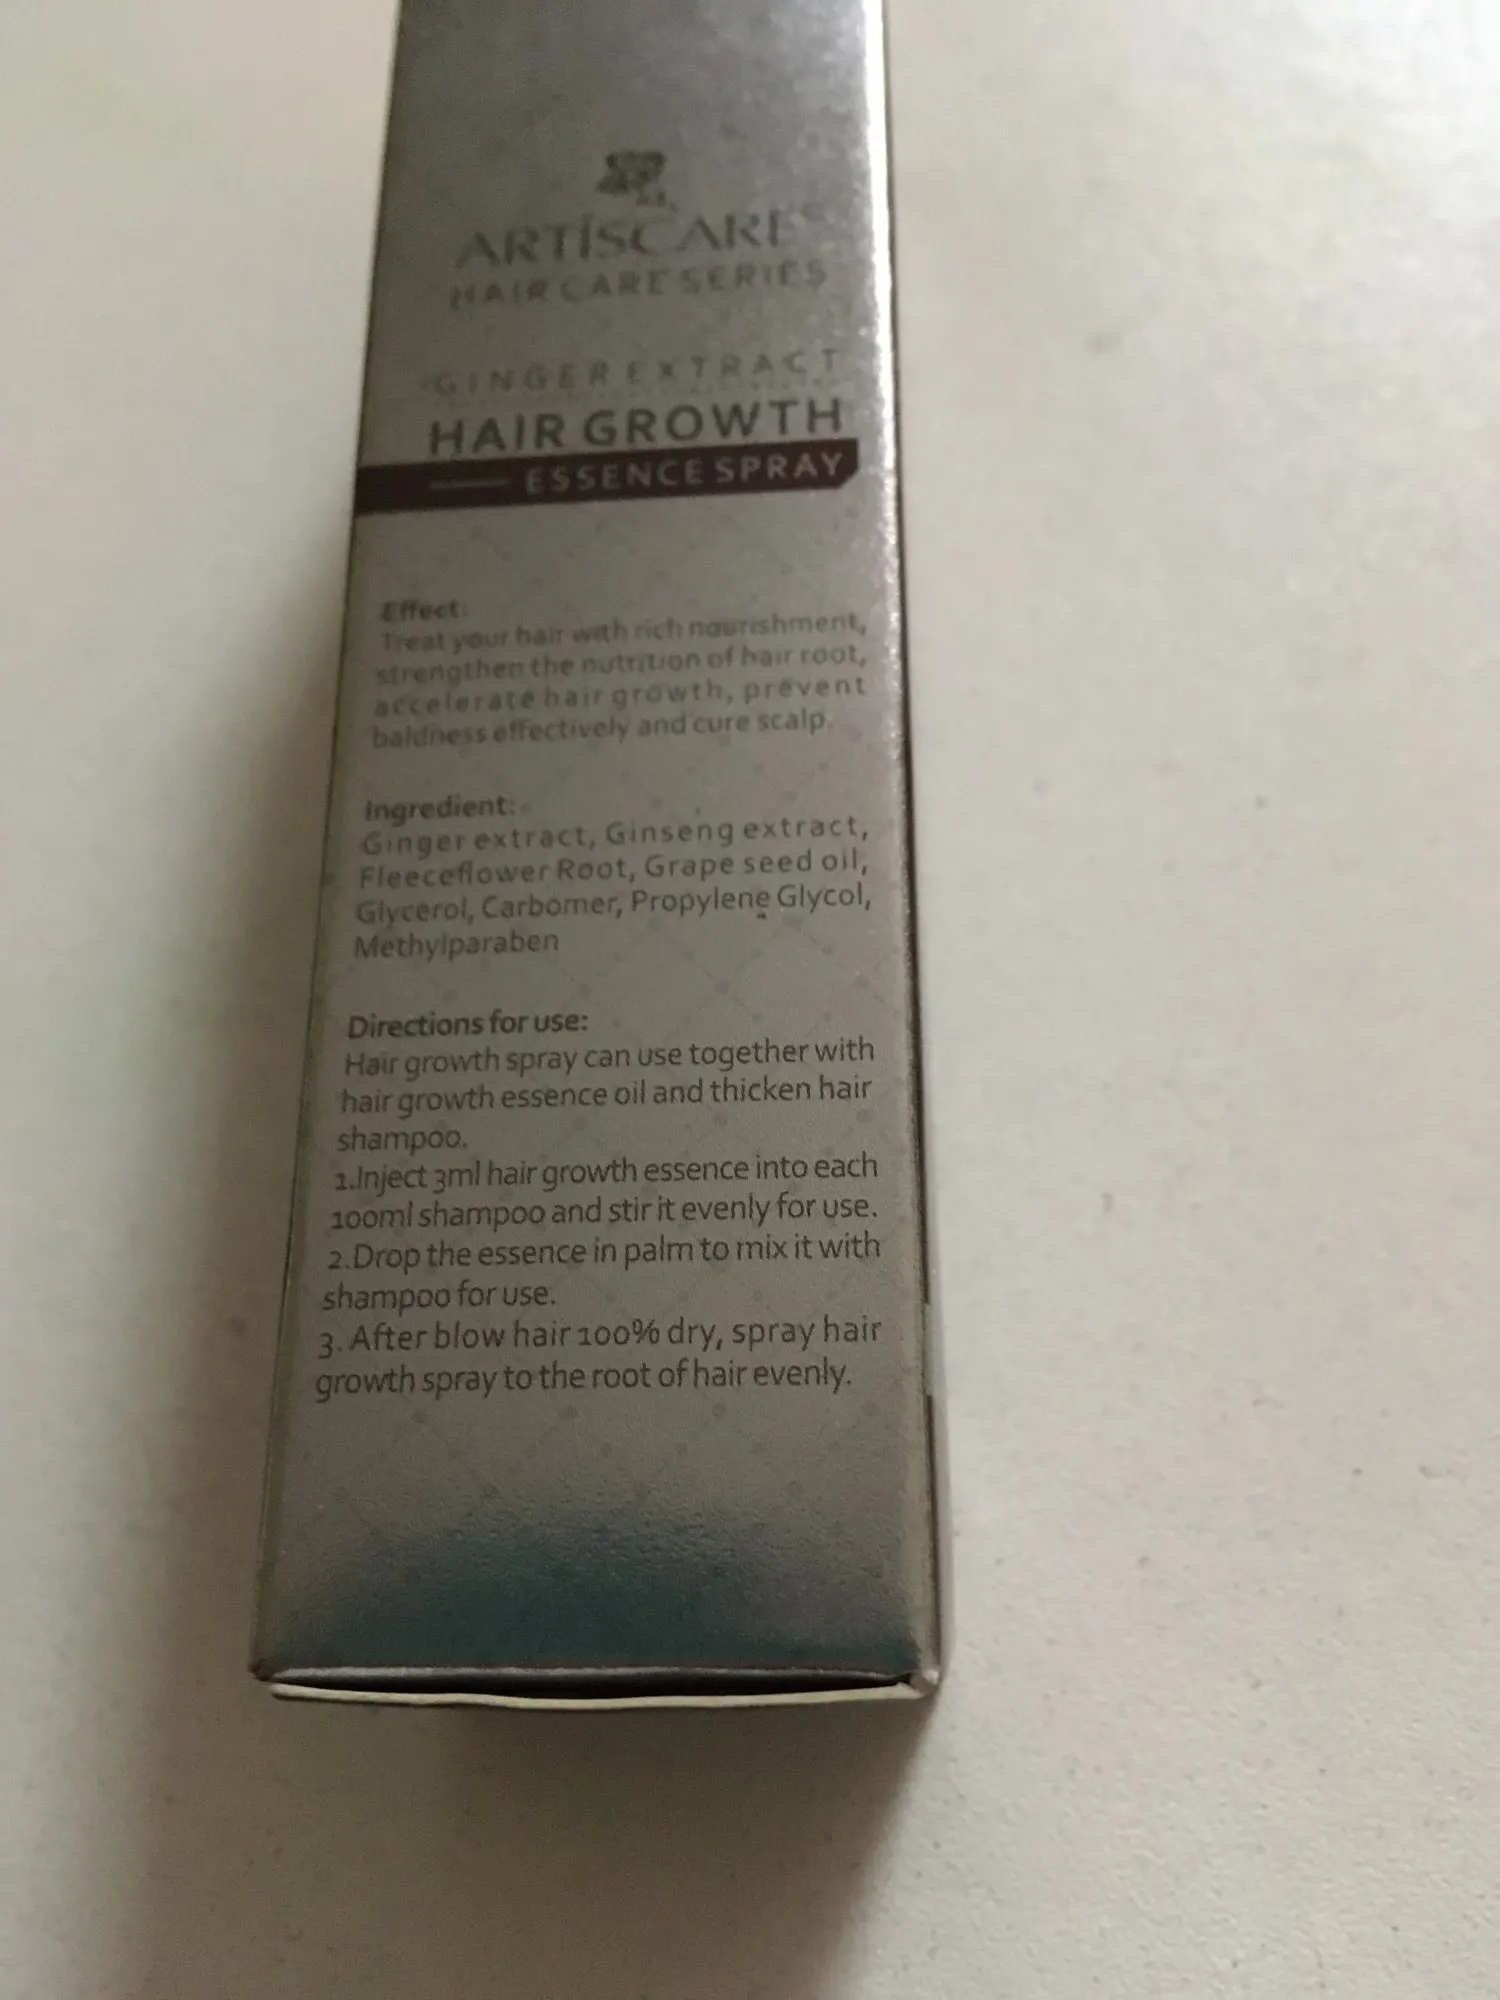 ARTISCARE®
HAIR CARE SERIES
GINGER EXTRACT
HAIR GROWTH
ESSENCE SPRAY
Effect:
Treat your hair with rich nourishment,
strengthen the nutrition of hair root,
accelerate hair growth, prevent
baldness effectively and cure scalp.
Ingredient:
Ginger extract, Ginseng extract,
Fleeceflower Root, Grape seed oil,
Glycerol, Carbomer, Propylene Glycol,
Methylparaben
Directions for use:
Hair growth spray can use together with
hair growth essence oil and thicken hair
shampoo.
1.Inject 3ml hair growth essence into each
100ml shampoo and stir it evenly for use.
2.Drop the essence in palm to mix it with
shampoo for use.
3. After blow hair 100% dry, spray hair
growth spray to the root of hair evenly.